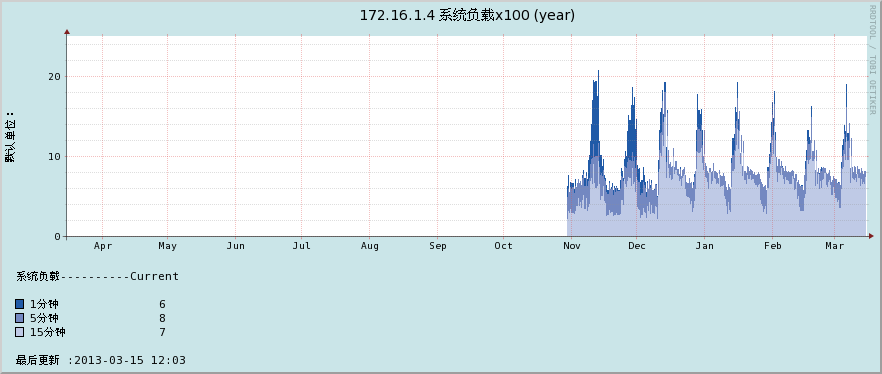 172.16.1.4 系统负载x100 (year)
RRDTOOL / TOBI OETIKER
默认单位：
20
10
0
Apr May Jun Jul Aug Sep Oct Nov Dec Jan Feb Mar
系统负载----------Current
1分钟 6
5分钟 8
15分钟 7
最后更新 :2013-03-15 12:03